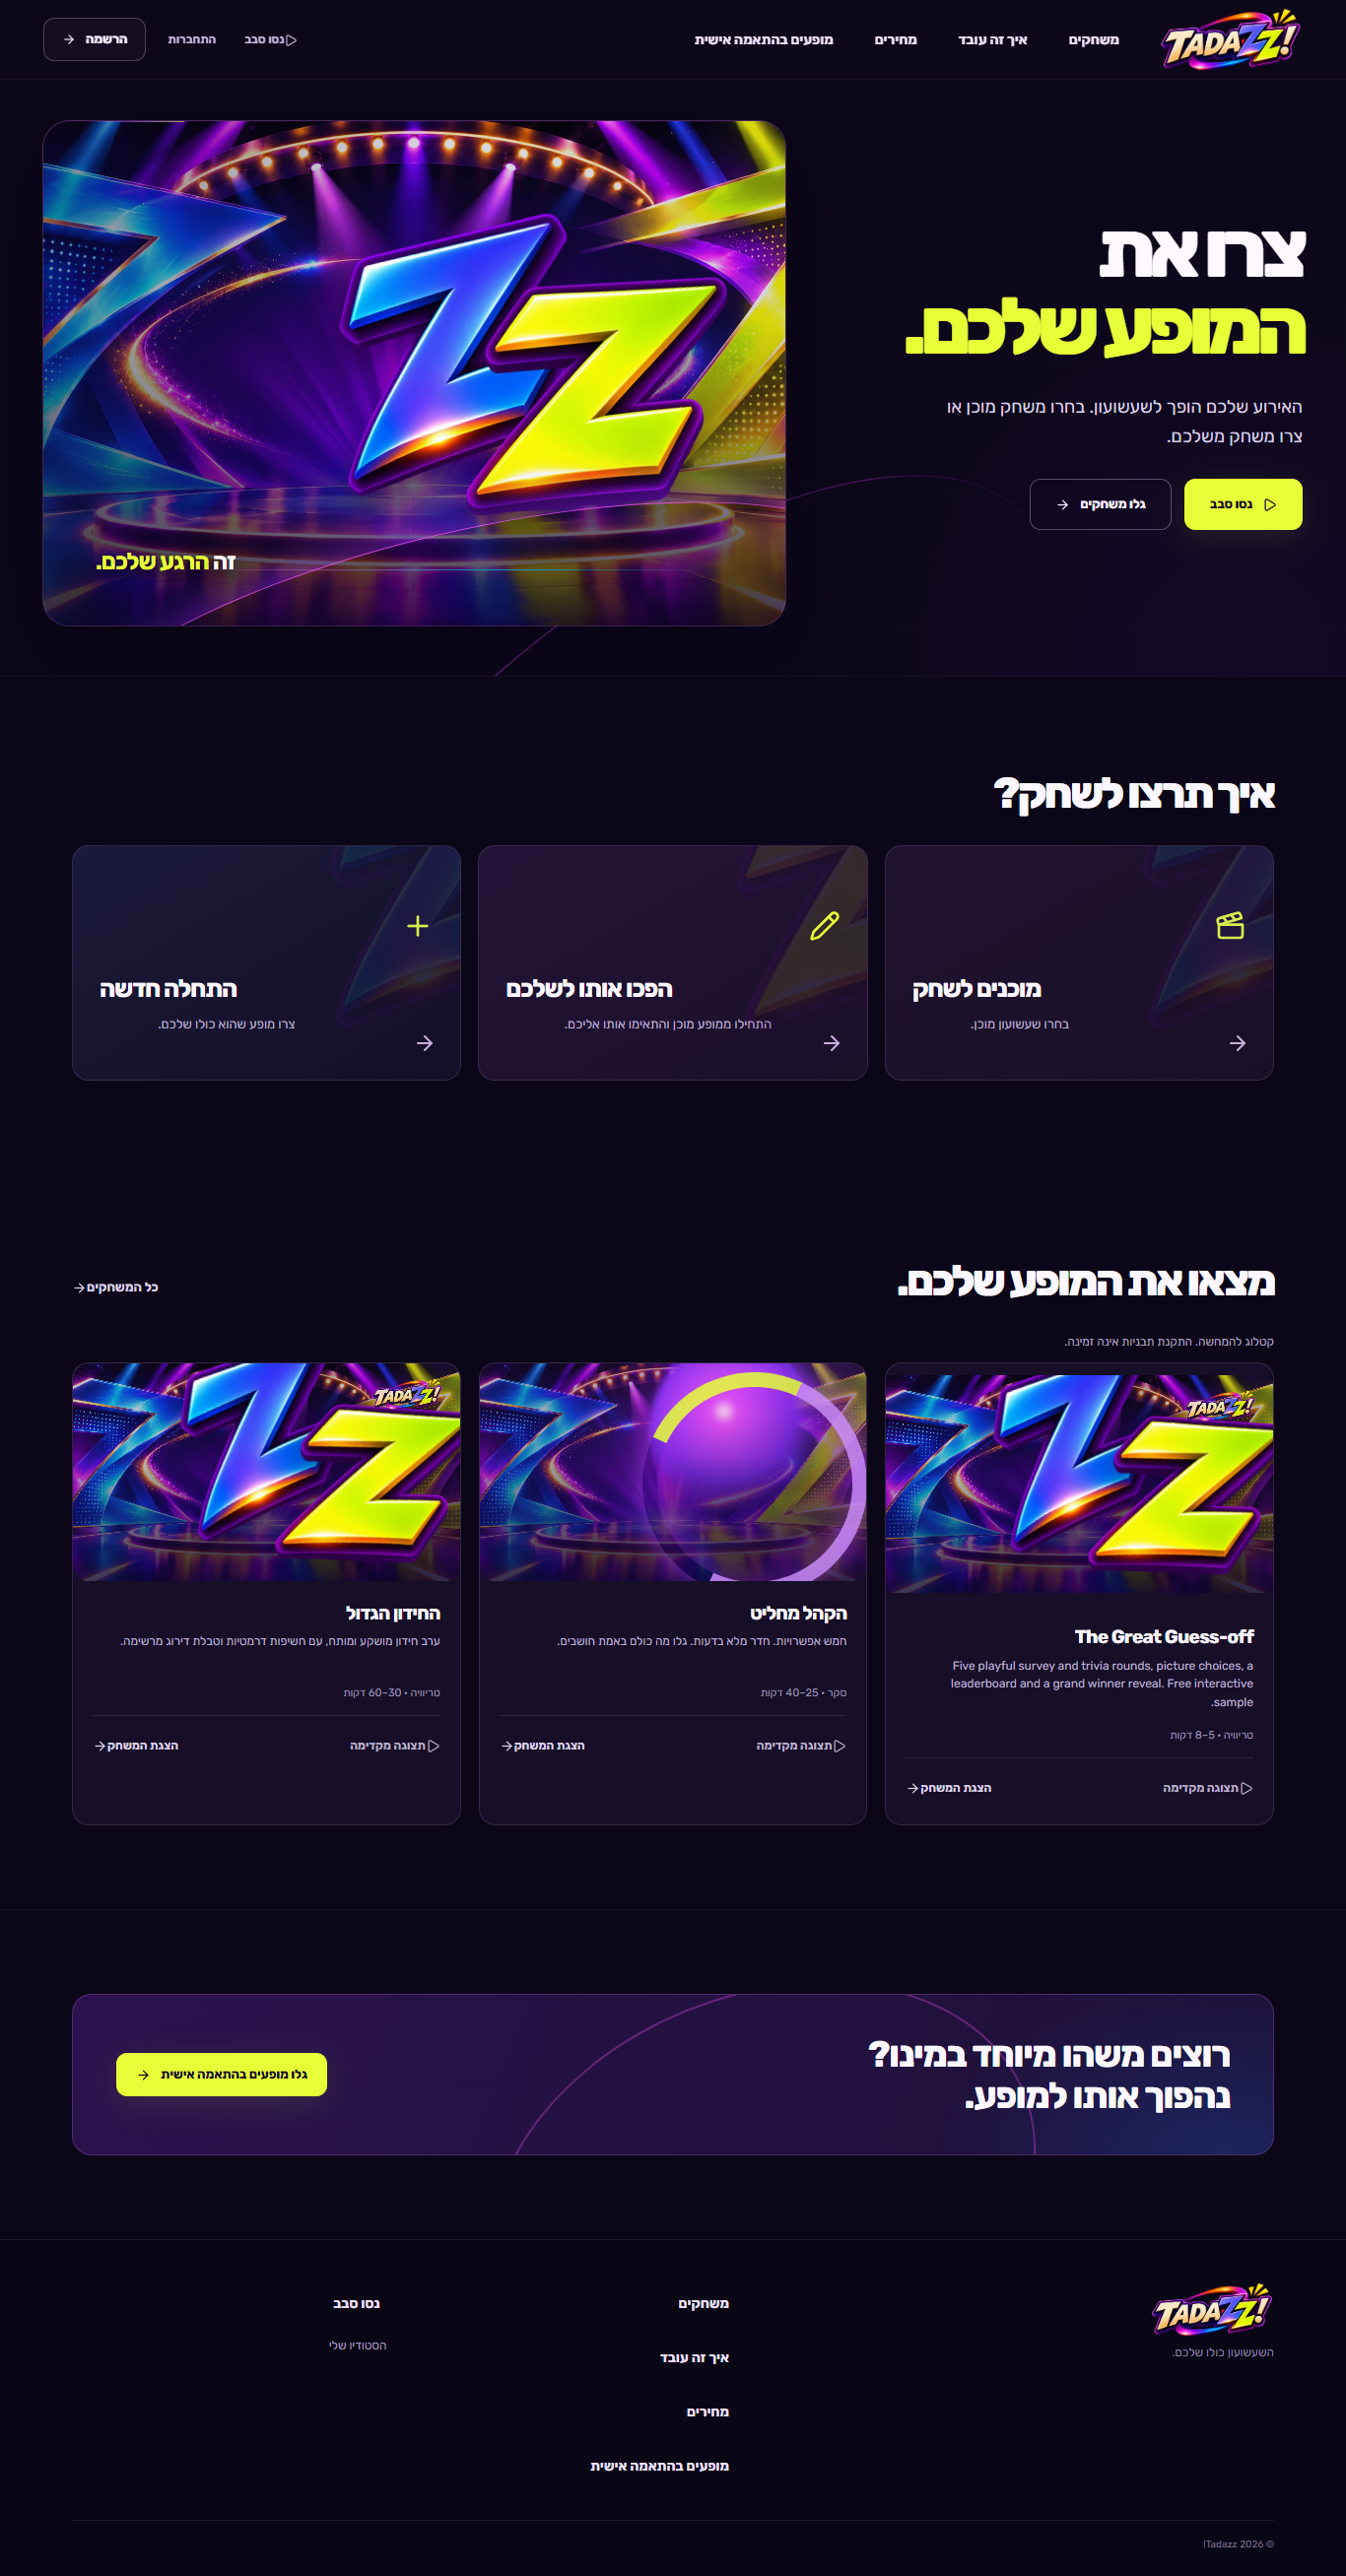 TADAZZ!
משחקים
איך זה עובד
מחירים
מופעים בהתאמה אישית
נסו סבב
התחברות
הרשמה
צרו את
המופע שלכם.
האירוע שלכם הופך לשעשועון. בחרו משחק מוכן או
צרו משחק משלכם.
נסו סבב
גלו משחקים
ZZ
זה הרגע שלכם.
איך תרצו לשחק?
מוכנים לשחק
בחרו שעשועון מוכן.
הפכו אותו לשלכם
התחילו ממופע מוכן והתאימו אותו אליכם.
התחלה חדשה
צרו מופע שהוא כולו שלכם.
מצאו את המופע שלכם.
כל המשחקים
קטלוג להמחשה. התקנת תבניות אינה זמינה.
TADAZZ!
ZZ
The Great Guess-off
Five playful survey and trivia rounds, picture choices, a
leaderboard and a grand winner reveal. Free interactive
.sample
טריוויה • 5–8 דקות
תצוגה מקדימה
הצגת המשחק
הקהל מחליט
חמש אפשרויות. חדר מלא בדעות. גלו מה כולם באמת חושבים.
סקר • 25–40 דקות
תצוגה מקדימה
הצגת המשחק
TADAZZ!
ZZ
החידון הגדול
ערב חידון מושקע ומותח, עם חשיפות דרמטיות וטבלת דירוג מרשימה.
טריוויה • 30–60 דקות
תצוגה מקדימה
הצגת המשחק
רוצים משהו מיוחד במינו?
נהפוך אותו למופע.
גלו מופעים בהתאמה אישית
TADAZZ!
השעשועון כולו שלכם.
משחקים
איך זה עובד
מחירים
מופעים בהתאמה אישית
נסו סבב
הסטודיו שלי
© 2026 Tadazz!